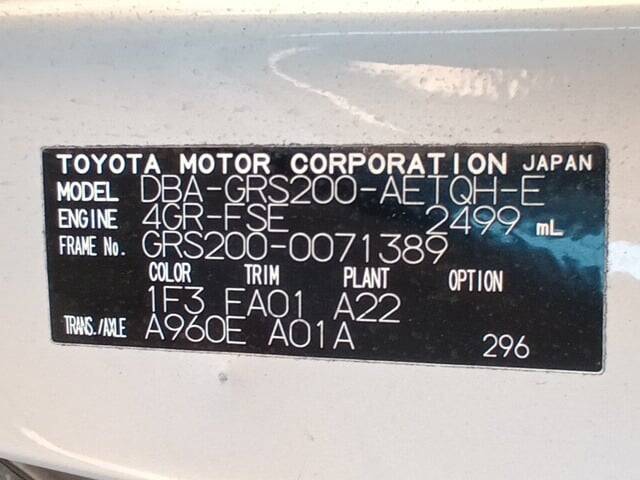 TOYOTA MOTOR CORPORATION JAPAN
MODEL DBA-GRS200-AETQH-E
ENGINE 4GR-FSE 2499 mL
FRAME No. GRS200-0071389
COLOR TRIM PLANT OPTION
1F3 FA01 A22
TRANS./AXLE A960E A01A
296